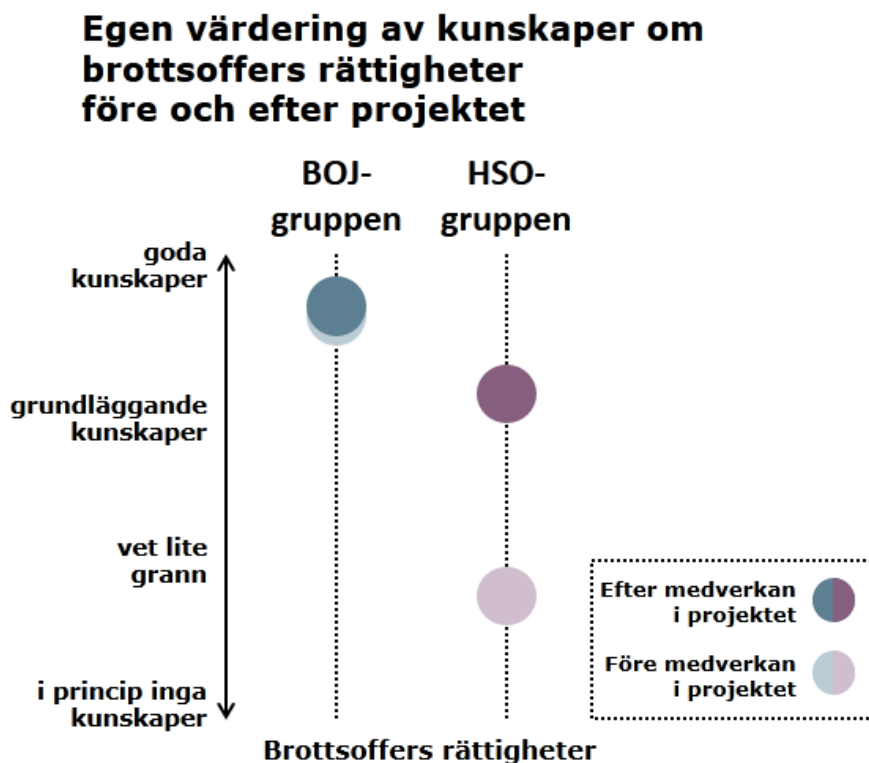 Egen värdering av kunskaper om
brottsoffers rättigheter
före och efter projektet
BOJ-
gruppen
HSO-
gruppen
goda
kunskaper
grundläggande
kunskaper
vet lite
grann
i princip inga
kunskaper
Efter medverkan
i projektet
Före medverkan
i projektet
Brottsoffers rättigheter